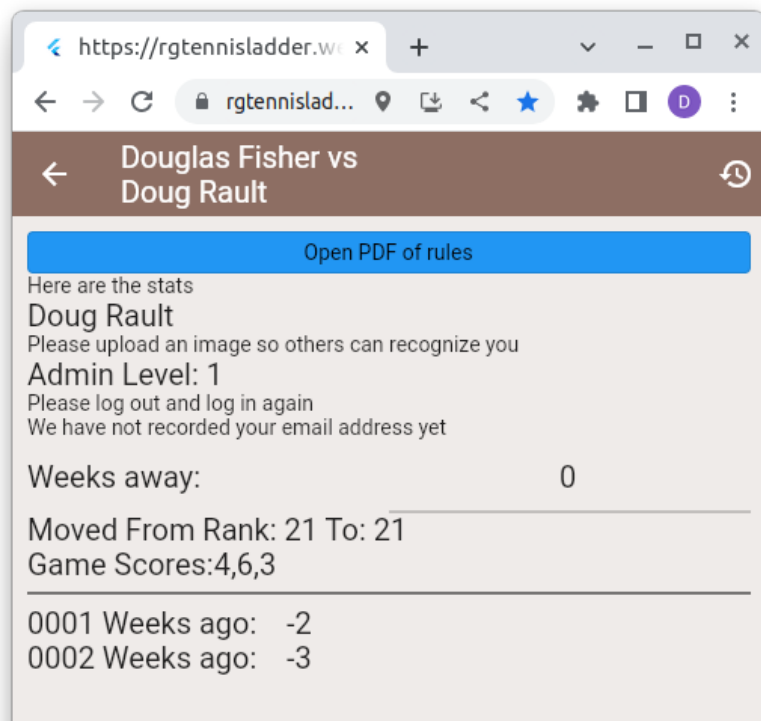 https://rgtennisladder.we
rgtennislad...
D
Douglas Fisher vs
Doug Rault
Open PDF of rules
Here are the stats
Doug Rault
Please upload an image so others can recognize you
Admin Level: 1
Please log out and log in again
We have not recorded your email address yet
Weeks away: 0
Moved From Rank: 21 To: 21
Game Scores:4,6,3
0001 Weeks ago: -2
0002 Weeks ago: -3